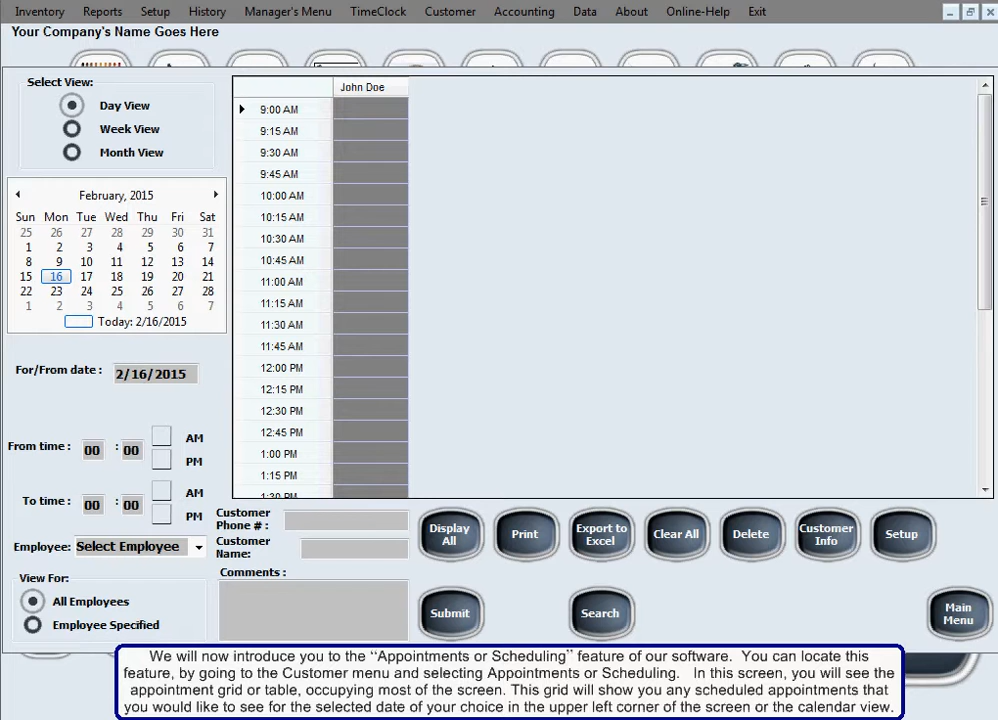 Inventory Reports Setup History Manager's Menu TimeClock Customer Accounting Data About Online-Help Exit
Your Company's Name Goes Here
Select View:
Day View
Week View
Month View
February, 2015
Sun Mon Tue Wed Thu Fri Sat
25 26 27 28 29 30 31
1 2 3 4 5 6 7
8 9 10 11 12 13 14
15 16 17 18 19 20 21
22 23 24 25 26 27 28
1 2 3 4 5 6 7
Today: 2/16/2015
For/From date : 2/16/2015
From time : 00 : 00 AM
PM
To time : 00 : 00 AM
PM
Employee: Select Employee
View For:
All Employees
Employee Specified
John Doe
9:00 AM
9:15 AM
9:30 AM
9:45 AM
10:00 AM
10:15 AM
10:30 AM
10:45 AM
11:00 AM
11:15 AM
11:30 AM
11:45 AM
12:00 PM
12:15 PM
12:30 PM
12:45 PM
1:00 PM
1:15 PM
1:30 PM
Customer
Phone # :
Customer
Name:
Comments :
Display
All
Print
Export to
Excel
Clear All
Delete
Customer
Info
Setup
Submit
Search
Main
Menu
We will now introduce you to the “Appointments or Scheduling” feature of our software. You can locate this
feature, by going to the Customer menu and selecting Appointments or Scheduling. In this screen, you will see the
appointment grid or table, occupying most of the screen. This grid will show you any scheduled appointments that
you would like to see for the selected date of your choice in the upper left corner of the screen or the calendar view.